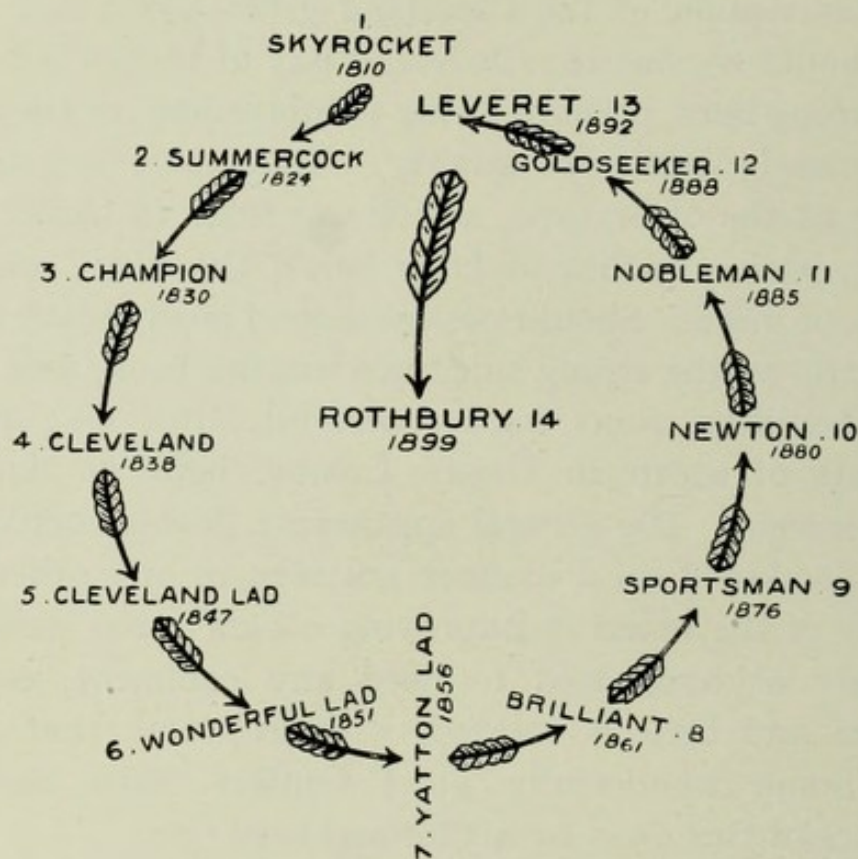 1.
SKYROCKET
1810
2. SUMMERCOCK
1824
3. CHAMPION
1830
4. CLEVELAND
1838
5. CLEVELAND LAD
1847
6. WONDERFUL LAD
1851
7. YATTON LAD
1856
BRILLIANT. 8
1861
SPORTSMAN. 9
1876
NEWTON. 10
1880
NOBLEMAN. 11
1885
GOLDSEEKER. 12
1888
LEVERET. 13
1892
ROTHBURY. 14
1899